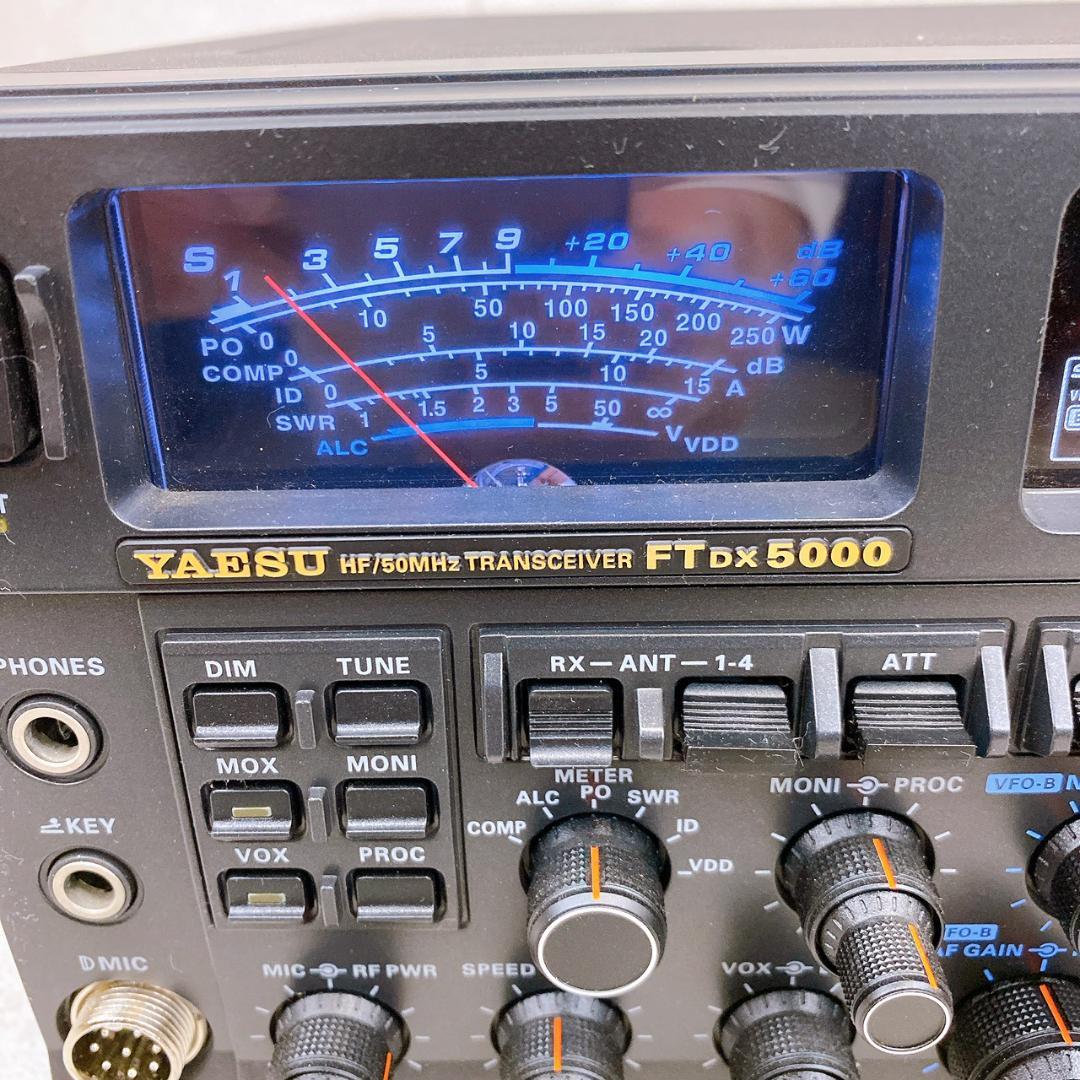 S 1 3 5 7 9 +20 +40 +60 dB
PO 0 10 50 100 150 200 250 W
COMP 0 5 10 15 20 dB
ID 0 5 10 15 A
SWR 1 1.5 2 3 5 50 ∞
ALC V VDD
YAESU HF/50MHz TRANSCEIVER FTDX5000
PHONES
DIM TUNE
RX-ANT-1-4
ATT
MOX MONI
METER
ALC PO SWR
COMP ID
VDD
MONI PROC
VFO-B
KEY
VOX PROC
MIC
MIC RF PWR
SPEED
VOX
AF GAIN